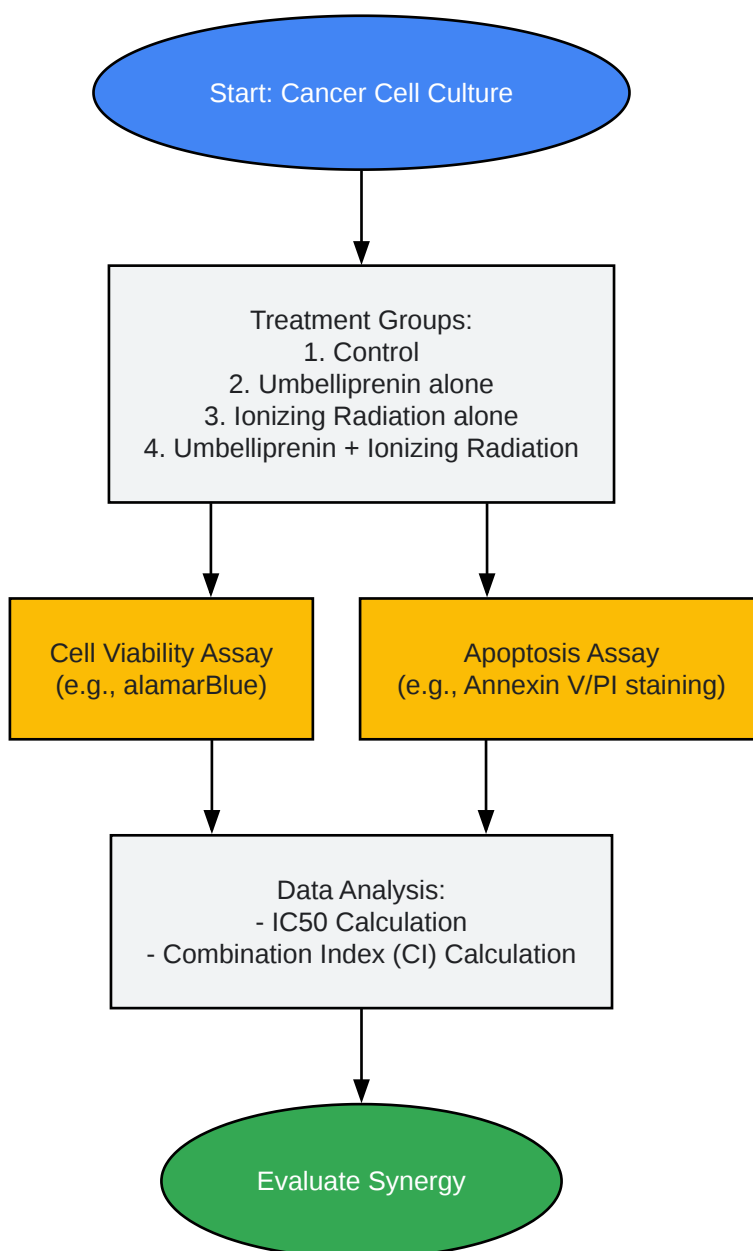 Start: Cancer Cell Culture
Treatment Groups:
1. Control
2. Umbelliprenin alone
3. Ionizing Radiation alone
4. Umbelliprenin + Ionizing Radiation
Cell Viability Assay
(e.g., alamarBlue)
Apoptosis Assay
(e.g., Annexin V/PI staining)
Data Analysis:
- IC50 Calculation
- Combination Index (CI) Calculation
Evaluate Synergy